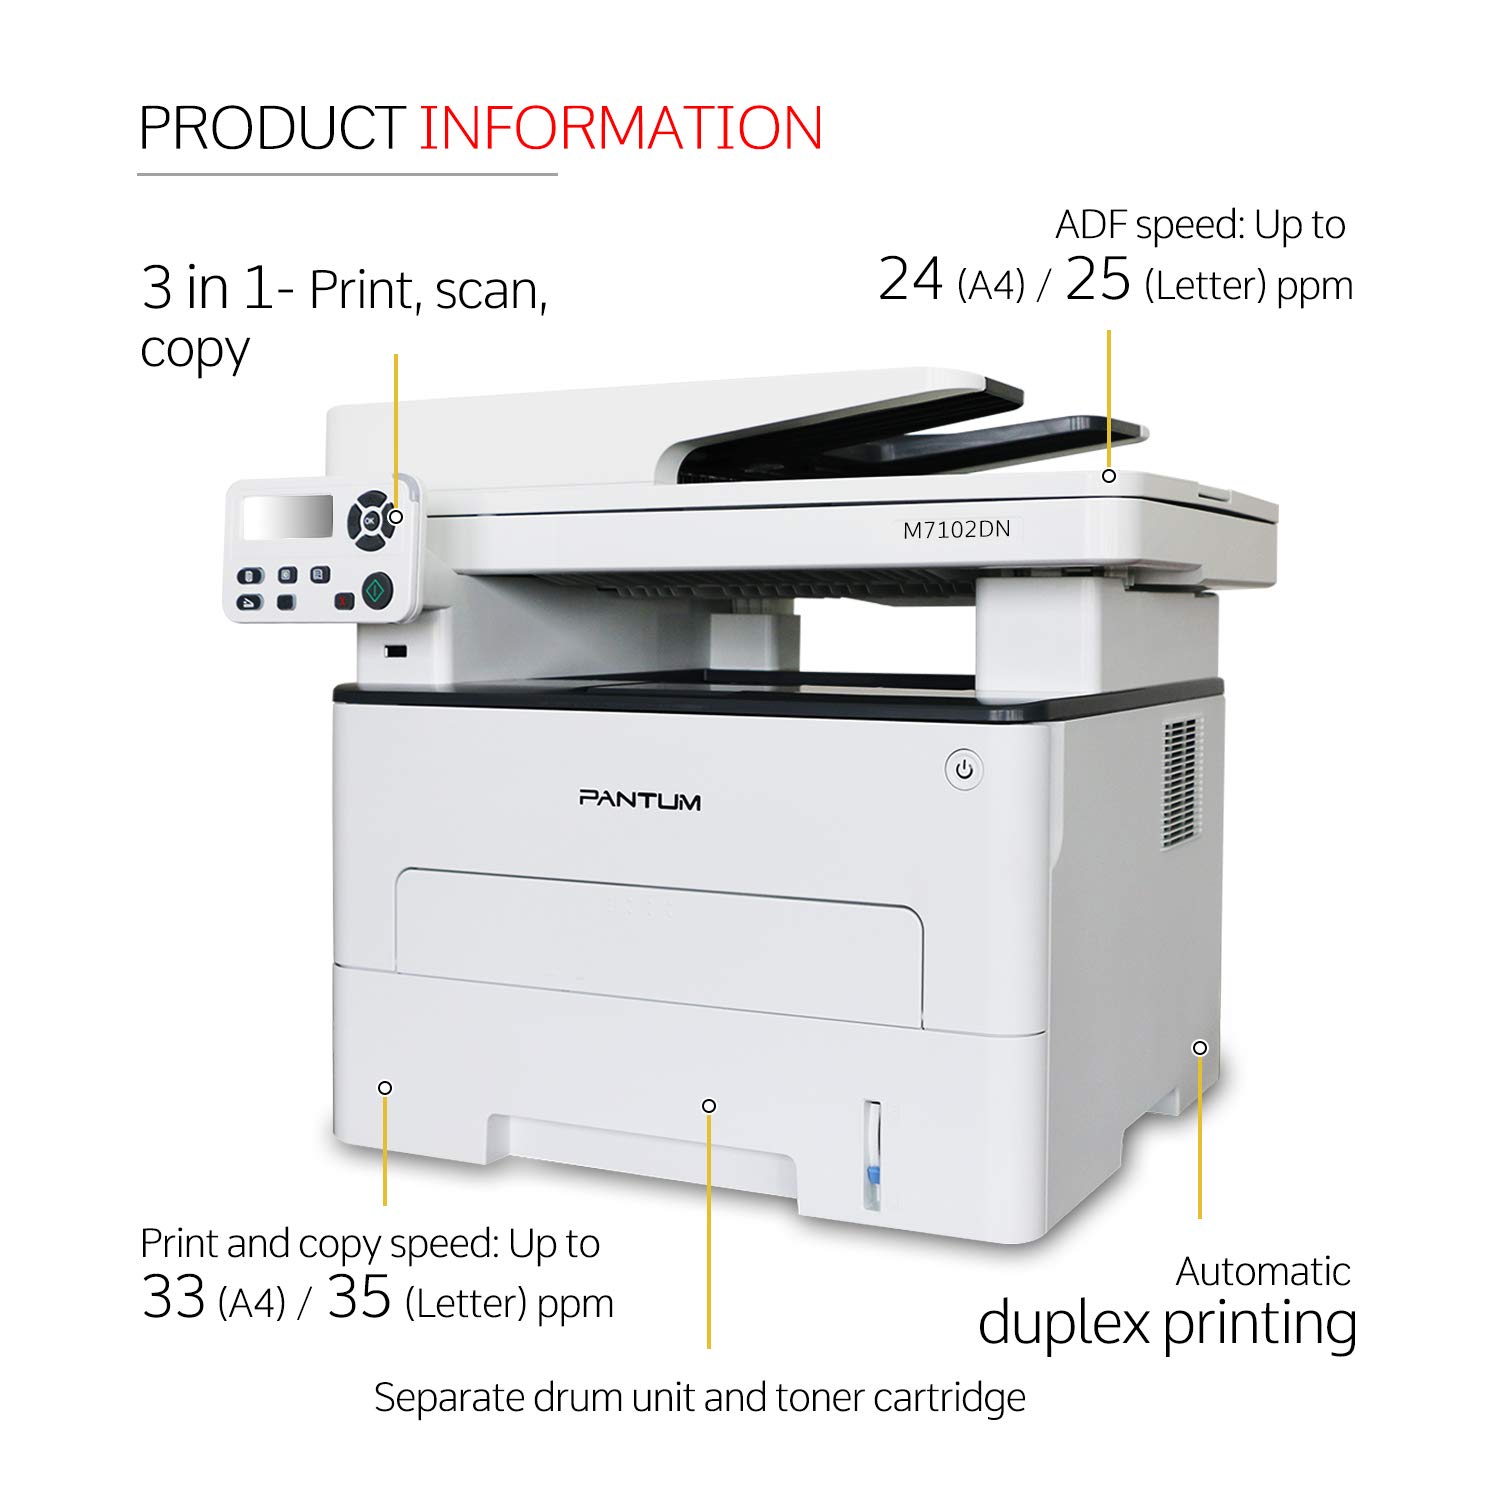 PRODUCT INFORMATION
ADF speed: Up to
24 (A4) / 25 (Letter) ppm
3 in 1- Print, scan,
copy
OK
M7102DN
PANTUM
Print and copy speed: Up to
33 (A4) / 35 (Letter) ppm
Automatic
duplex printing
Separate drum unit and toner cartridge